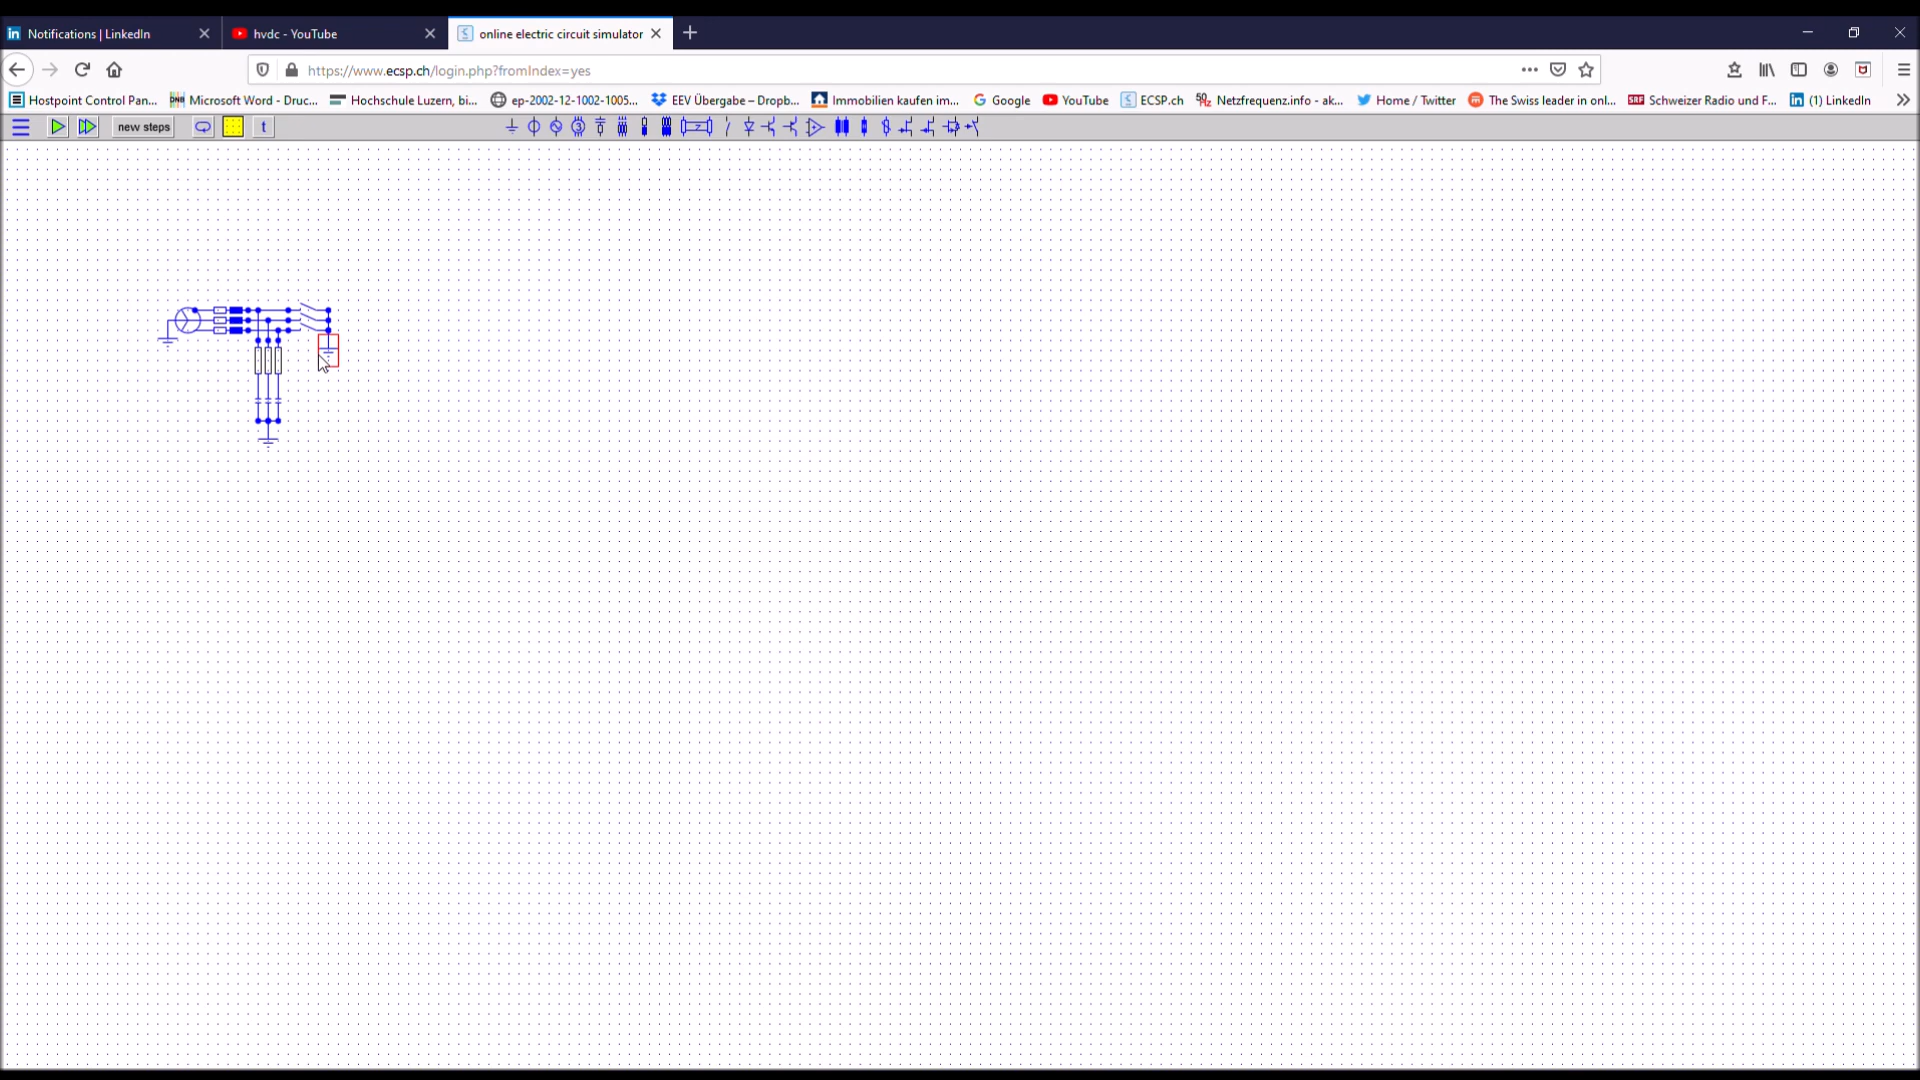 Notifications | LinkedIn hvdc - YouTube online electric circuit simulator
https://www.ecsp.ch/login.php?fromIndex=yes
Hostpoint Control Pan... Microsoft Word - Druc... Hochschule Luzern, bi... ep-2002-12-1002-1005... EEV Übergabe – Dropb... Immobilien kaufen im... Google YouTube ECSP.ch Netzfrequenz.info - ak... Home / Twitter The Swiss leader in onl... SRF Schweizer Radio und F... (1) LinkedIn
new steps t